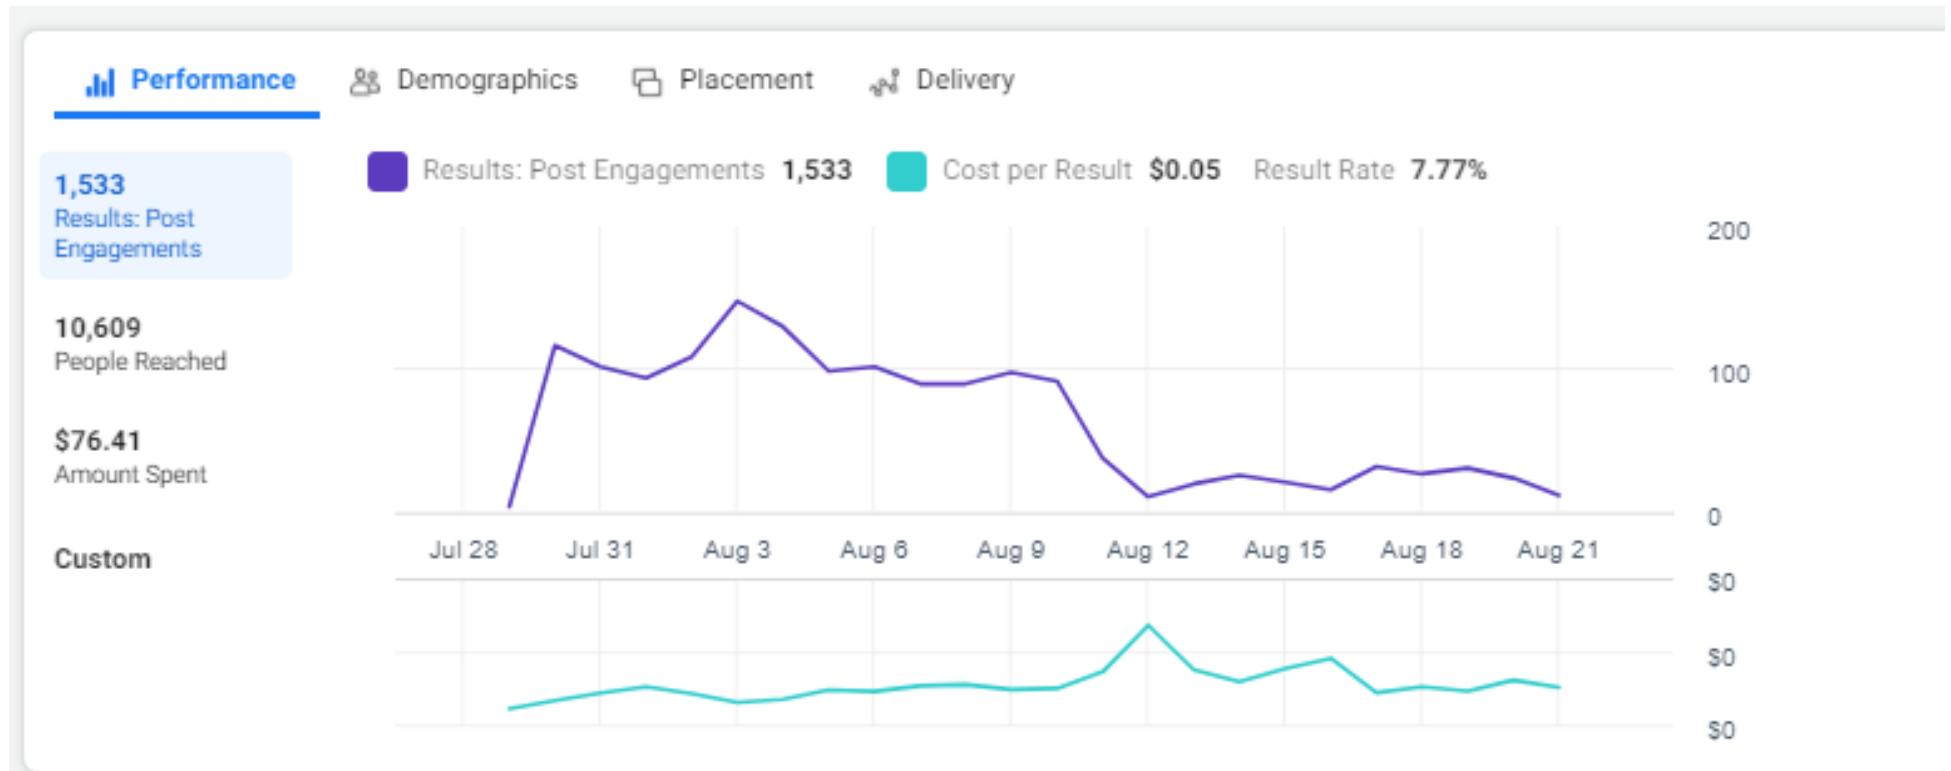 Performance Demographics Placement Delivery
1,533
Results: Post
Engagements
10,609
People Reached
$76.41
Amount Spent
Custom
Results: Post Engagements 1,533 Cost per Result $0.05 Result Rate 7.77%
200
100
0
Jul 28 Jul 31 Aug 3 Aug 6 Aug 9 Aug 12 Aug 15 Aug 18 Aug 21
$0
$0
$0